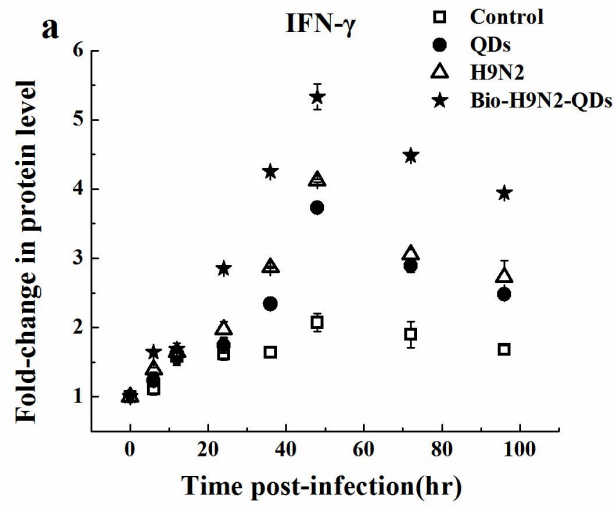 a
IFN-γ
Control
QDs
H9N2
Bio-H9N2-QDs
Fold-change in protein level
6
5
4
3
2
1
0 20 40 60 80 100
Time post-infection(hr)